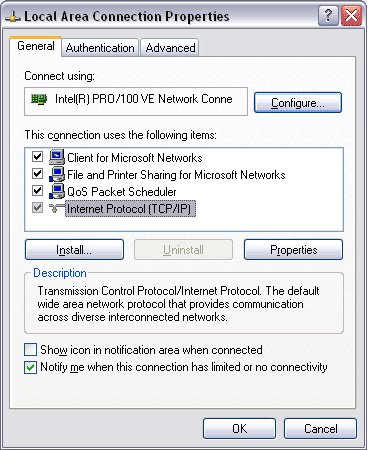 Local Area Connection Properties
General
Authentication
Advanced
Connect using:
Intel(R) PRO/100 VE Network Conne
Configure...
This connection uses the following items:
Client for Microsoft Networks
File and Printer Sharing for Microsoft Networks
QoS Packet Scheduler
Internet Protocol (TCP/IP)
Install...
Uninstall
Properties
Description
Transmission Control Protocol/Internet Protocol. The default
wide area network protocol that provides communication
across diverse interconnected networks.
Show icon in notification area when connected
Notify me when this connection has limited or no connectivity
OK
Cancel